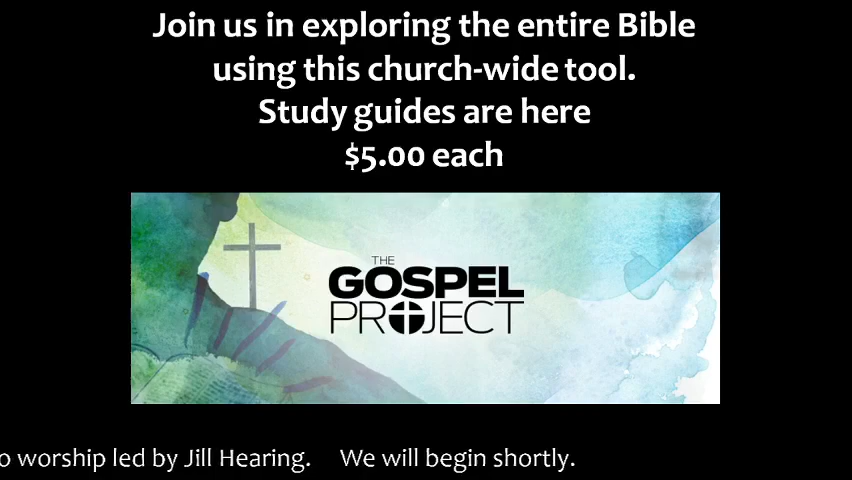 Join us in exploring the entire Bible
using this church-wide tool.
Study guides are here
$5.00 each
THE
GOSPEL
PROJECT
o worship led by Jill Hearing. We will begin shortly.